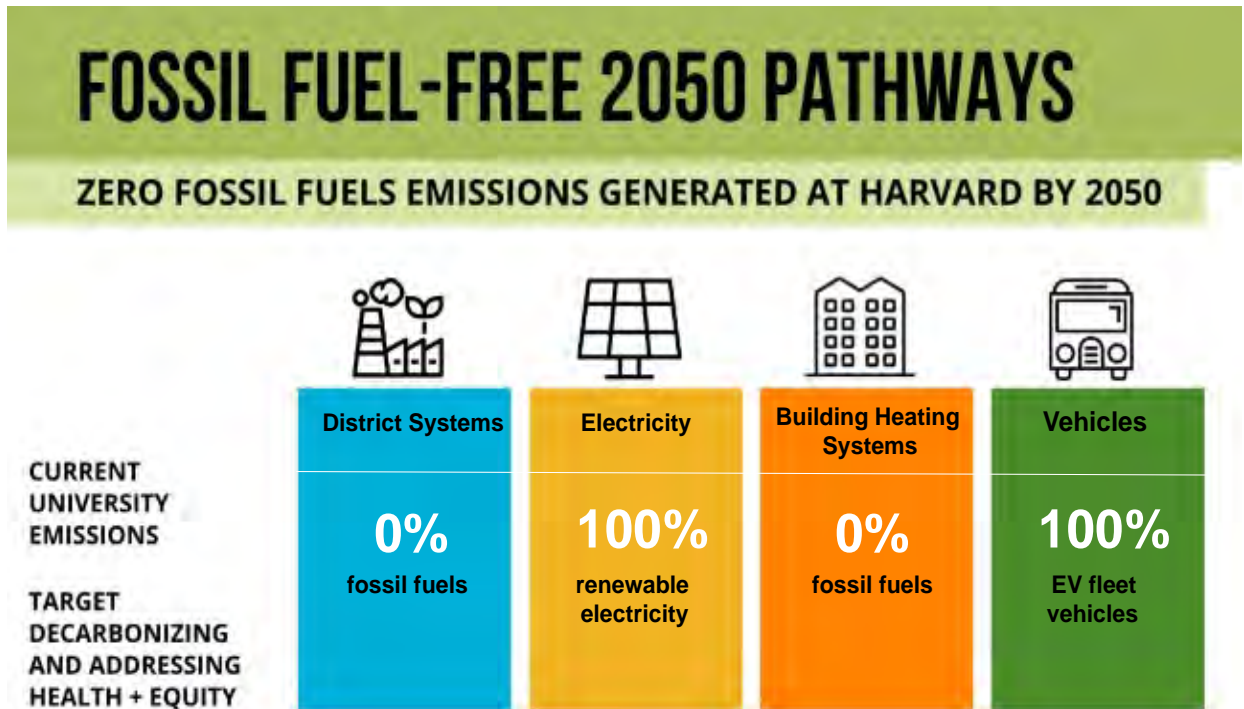 FOSSIL FUEL-FREE 2050 PATHWAYS
ZERO FOSSIL FUELS EMISSIONS GENERATED AT HARVARD BY 2050
District Systems
Electricity
Building Heating
Systems
Vehicles
CURRENT
UNIVERSITY
EMISSIONS
0%
fossil fuels
100%
renewable
electricity
0%
fossil fuels
100%
EV fleet
vehicles
TARGET
DECARBONIZING
AND ADDRESSING
HEALTH + EQUITY